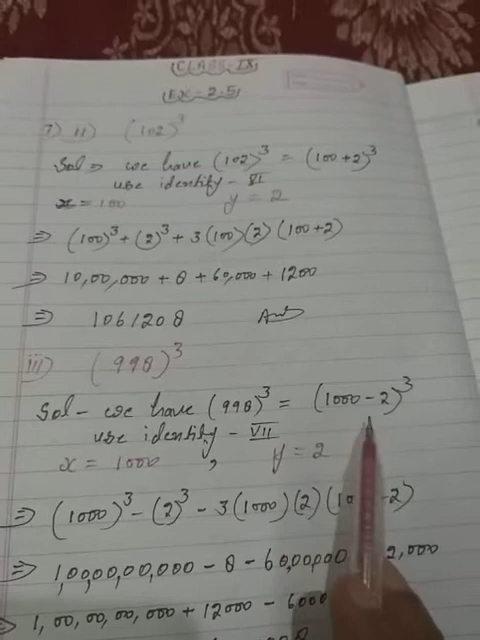 CLASS-IX
EX-2.5
7) ii) (102)³
Sol⇒ we have (102)³ = (100+2)³
use identity - VI
x = 100 y = 2
⇒ (100)³ + (2)³ + 3(100)(2)(100+2)
⇒ 10,00,000 + 8 + 60,000 + 1200
⇒ 1061208 Ans
iii) (998)³
Sol- we have (998)³ = (1000-2)³
use identity - VII
x = 1000 , y = 2
⇒ (1000)³ - (2)³ - 3(1000)(2)(10 -2)
⇒ 1,00,00,00,000 - 8 - 60,00,000 2,000
⇒ 1,00,00,00,000 + 12000 - 6000